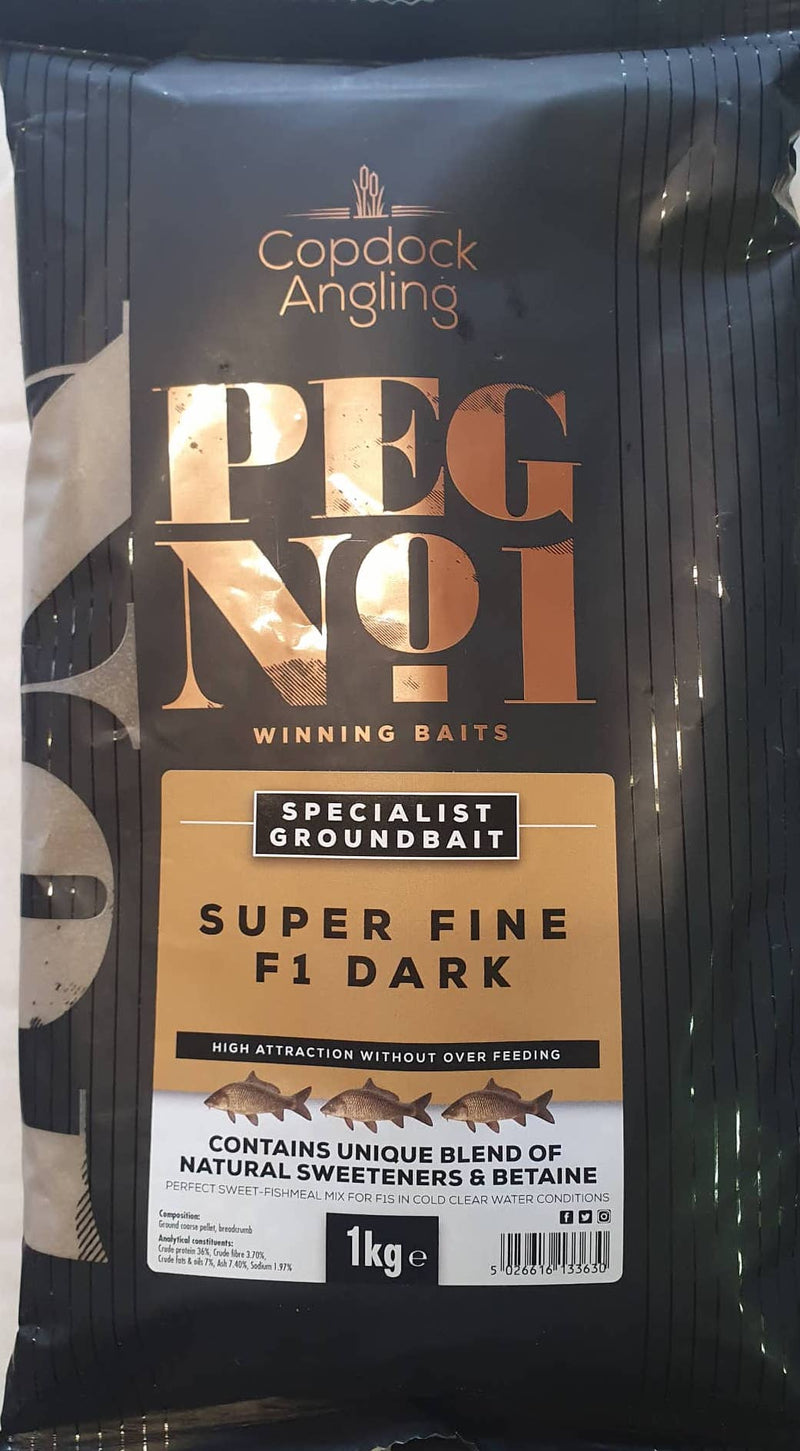 Copdock
Angling
PEG
No1
WINNING BAITS
SPECIALIST
GROUNDBAIT
SUPER FINE
F1 DARK
HIGH ATTRACTION WITHOUT OVER FEEDING
CONTAINS UNIQUE BLEND OF
NATURAL SWEETENERS & BETAINE
PERFECT SWEET-FISHMEAL MIX FOR F1S IN COLD CLEAR WATER CONDITIONS
Composition:
Ground coarse pellet, breadcrumb
Analytical constituents:
Crude protein 36%, Crude fibre 3.70%,
Crude fats & oils 7%, Ash 7.40%, Sodium 1.97%
1kg e
5 026616 133630